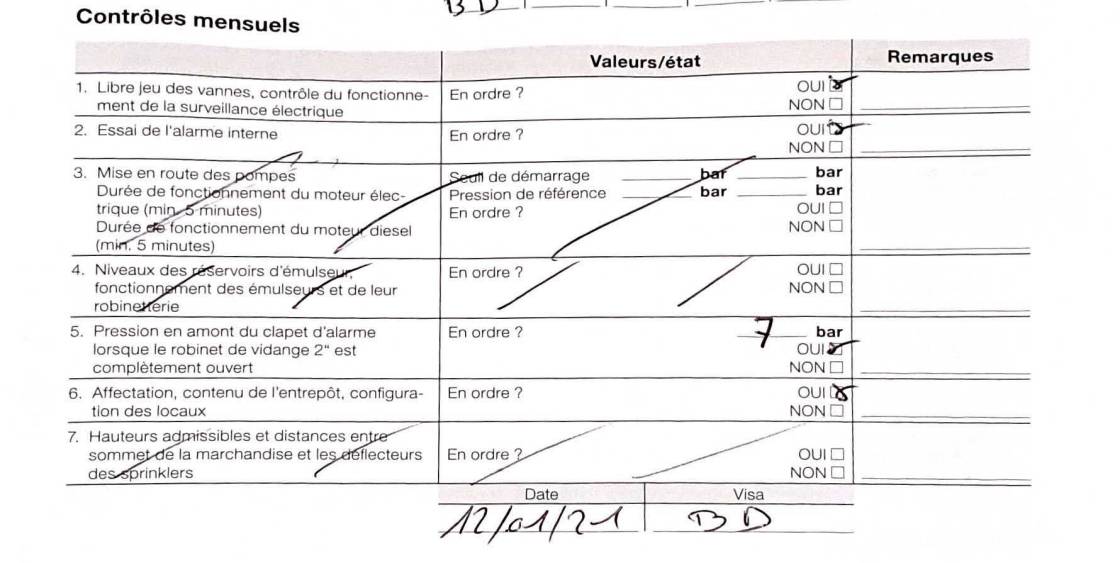 BD
Contrôles mensuels
Valeurs/état
Remarques
1. Libre jeu des vannes, contrôle du fonctionne-
ment de la surveillance électrique
En ordre ?
OUI
NON
2. Essai de l'alarme interne
En ordre ?
OUI
NON
3. Mise en route des pompes
Durée de fonctionnement du moteur élec-
trique (min. 5 minutes)
Durée de fonctionnement du moteur diesel
(min. 5 minutes)
Seuil de démarrage bar bar
Pression de référence bar bar
En ordre ?
OUI
NON
4. Niveaux des réservoirs d'émulseur,
fonctionnement des émulseurs et de leur
robinetterie
En ordre ?
OUI
NON
5. Pression en amont du clapet d'alarme
lorsque le robinet de vidange 2" est
complètement ouvert
En ordre ?
7 bar
OUI
NON
6. Affectation, contenu de l'entrepôt, configura-
tion des locaux
En ordre ?
OUI
NON
7. Hauteurs admissibles et distances entre
sommet de la marchandise et les déflecteurs
des sprinklers
En ordre ?
OUI
NON
Date
Visa
12/01/21
BD